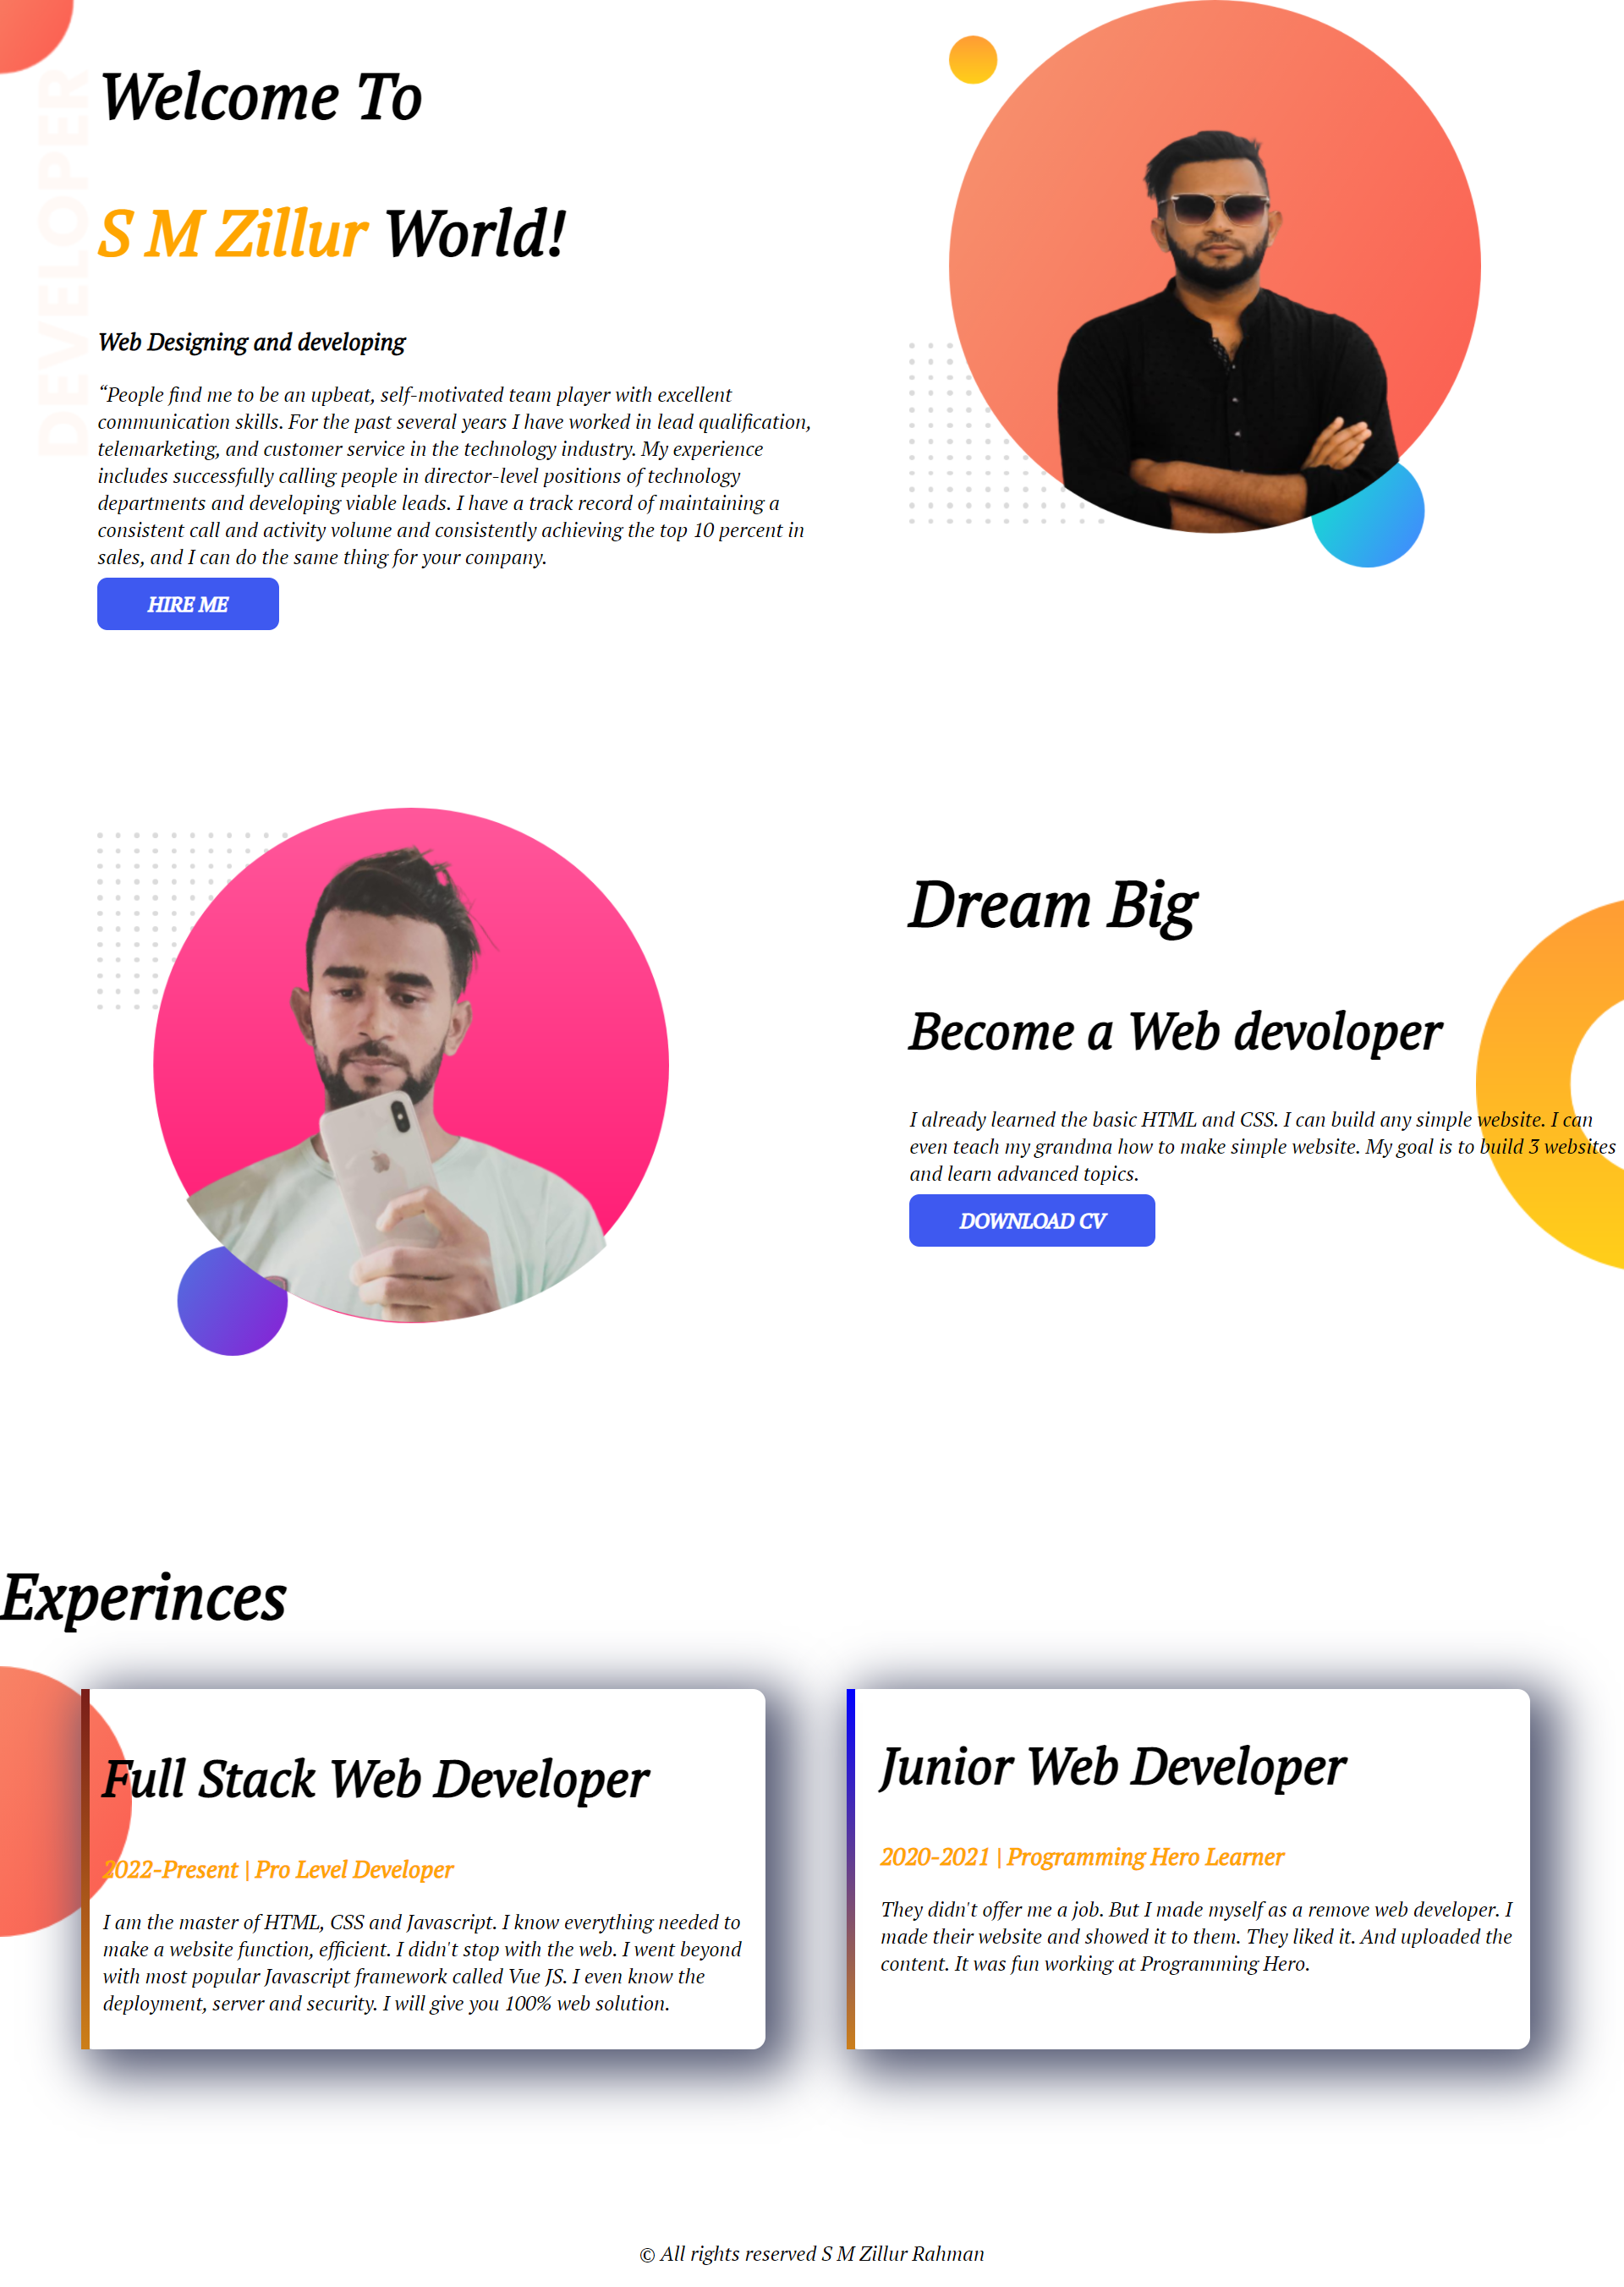 DEVELOPER
Welcome To
S M Zillur World!
Web Designing and developing
“People find me to be an upbeat, self-motivated team player with excellent
communication skills. For the past several years I have worked in lead qualification,
telemarketing, and customer service in the technology industry. My experience
includes successfully calling people in director-level positions of technology
departments and developing viable leads. I have a track record of maintaining a
consistent call and activity volume and consistently achieving the top 10 percent in
sales, and I can do the same thing for your company.
HIRE ME
Dream Big
Become a Web devoloper
I already learned the basic HTML and CSS. I can build any simple website. I can
even teach my grandma how to make simple website. My goal is to build 3 websites
and learn advanced topics.
DOWNLOAD CV
Experinces
Full Stack Web Developer
2022-Present | Pro Level Developer
I am the master of HTML, CSS and Javascript. I know everything needed to
make a website function, efficient. I didn't stop with the web. I went beyond
with most popular Javascript framework called Vue JS. I even know the
deployment, server and security. I will give you 100% web solution.
Junior Web Developer
2020-2021 | Programming Hero Learner
They didn't offer me a job. But I made myself as a remove web developer. I
made their website and showed it to them. They liked it. And uploaded the
content. It was fun working at Programming Hero.
© All rights reserved S M Zillur Rahman